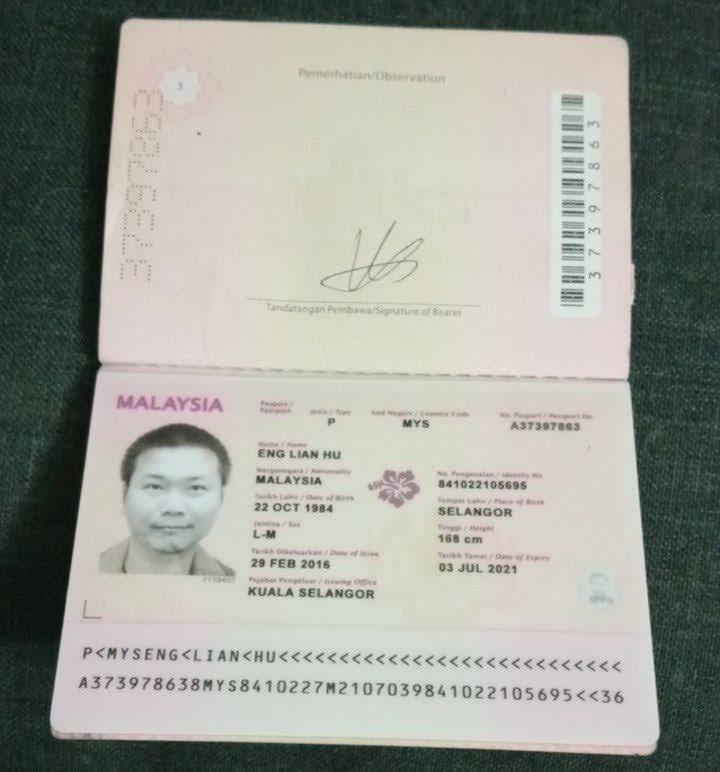 3
Pemerhatian/Observation
37397863
37397863
Tandatangan Pembawa/Signature of Bearer
MALAYSIA
Pasport / Passport
Jenis / Type
Kod Negara / Country Code
No. Pasport / Passport No.
P
MYS
A37397863
Nama / Name
ENG LIAN HU
Warganegara / Nationality
No. Pengenalan / Identity No.
MALAYSIA
841022105695
Tarikh Lahir / Date of Birth
Tempat Lahir / Place of Birth
22 OCT 1984
SELANGOR
Jantina / Sex
Tinggi / Height
L-M
168 cm
Tarikh Dikeluarkan / Date of Issue
Tarikh Tamat / Date of Expiry
29 FEB 2016
03 JUL 2021
Pejabat Pengeluar / Issuing Office
KUALA SELANGOR
P<MYSENG<LIAN<HU<<<<<<<<<<<<<<<<<<<<<<<<<<<<
A373978638MYS8410227M2107039841022105695<<36